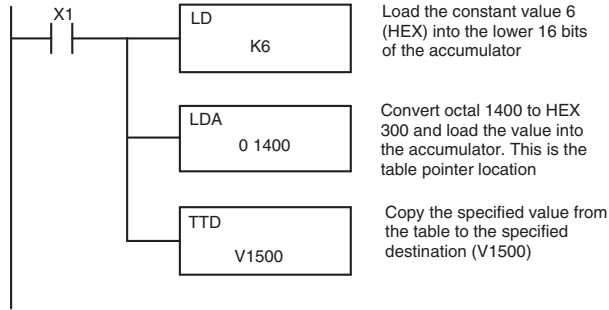 X1
LD
K6
Load the constant value 6
(HEX) into the lower 16 bits
of the accumulator
LDA
0 1400
Convert octal 1400 to HEX
300 and load the value into
the accumulator. This is the
table pointer location
TTD
V1500
Copy the specified value from
the table to the specified
destination (V1500)